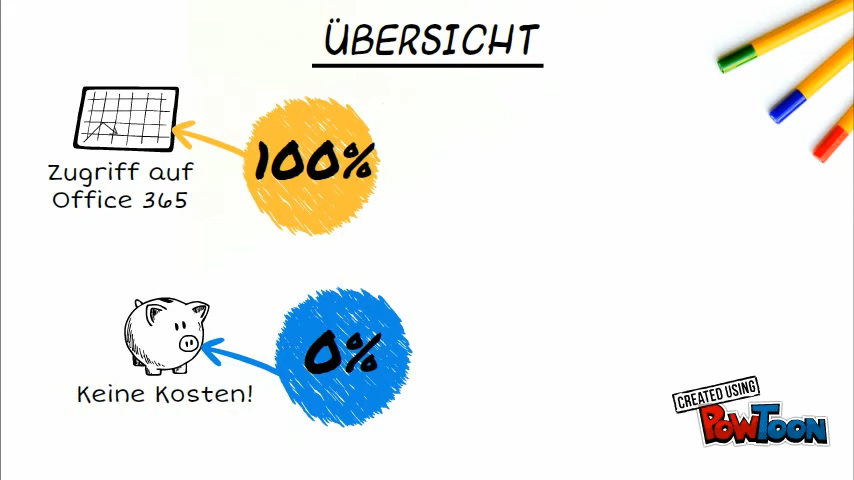 ÜBERSICHT
100%
Zugriff auf
Office 365
0%
Keine Kosten!
CREATED USING
POWTOON